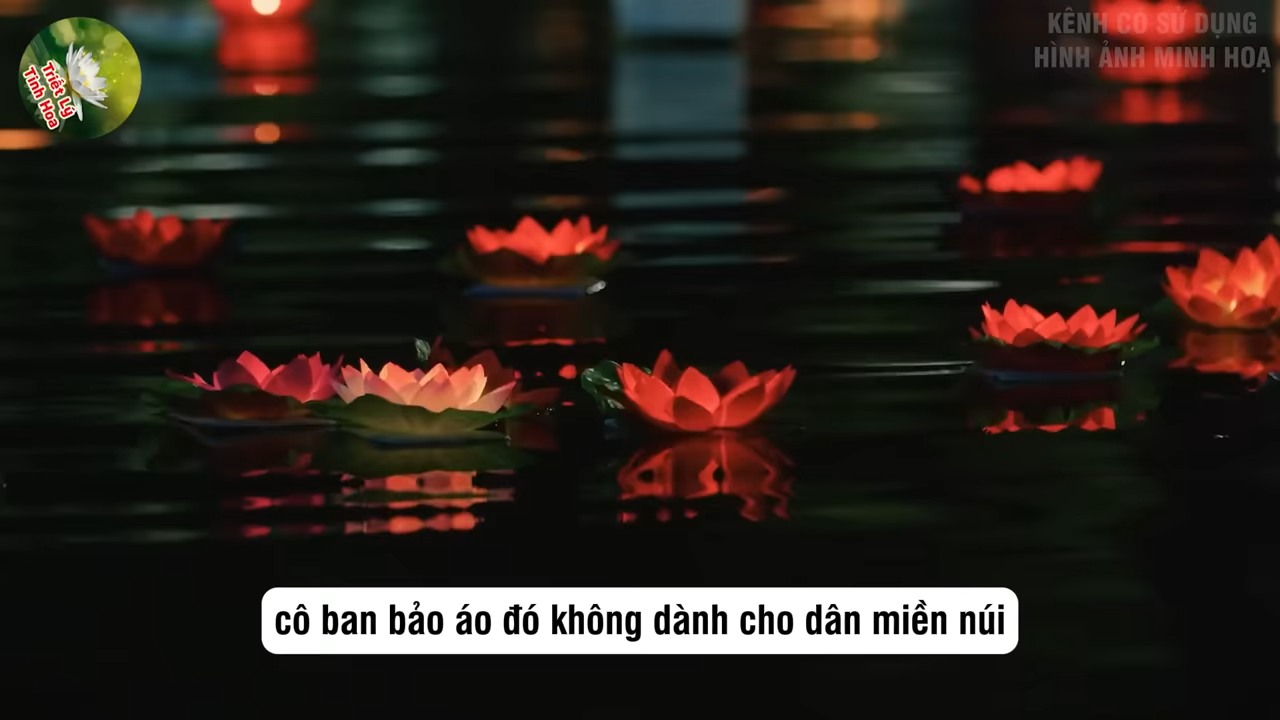 Triết Lý
Tinh Hoa
KÊNH CÓ SỬ DỤNG
HÌNH ẢNH MINH HOẠ
cô ban bảo áo đó không dành cho dân miền núi